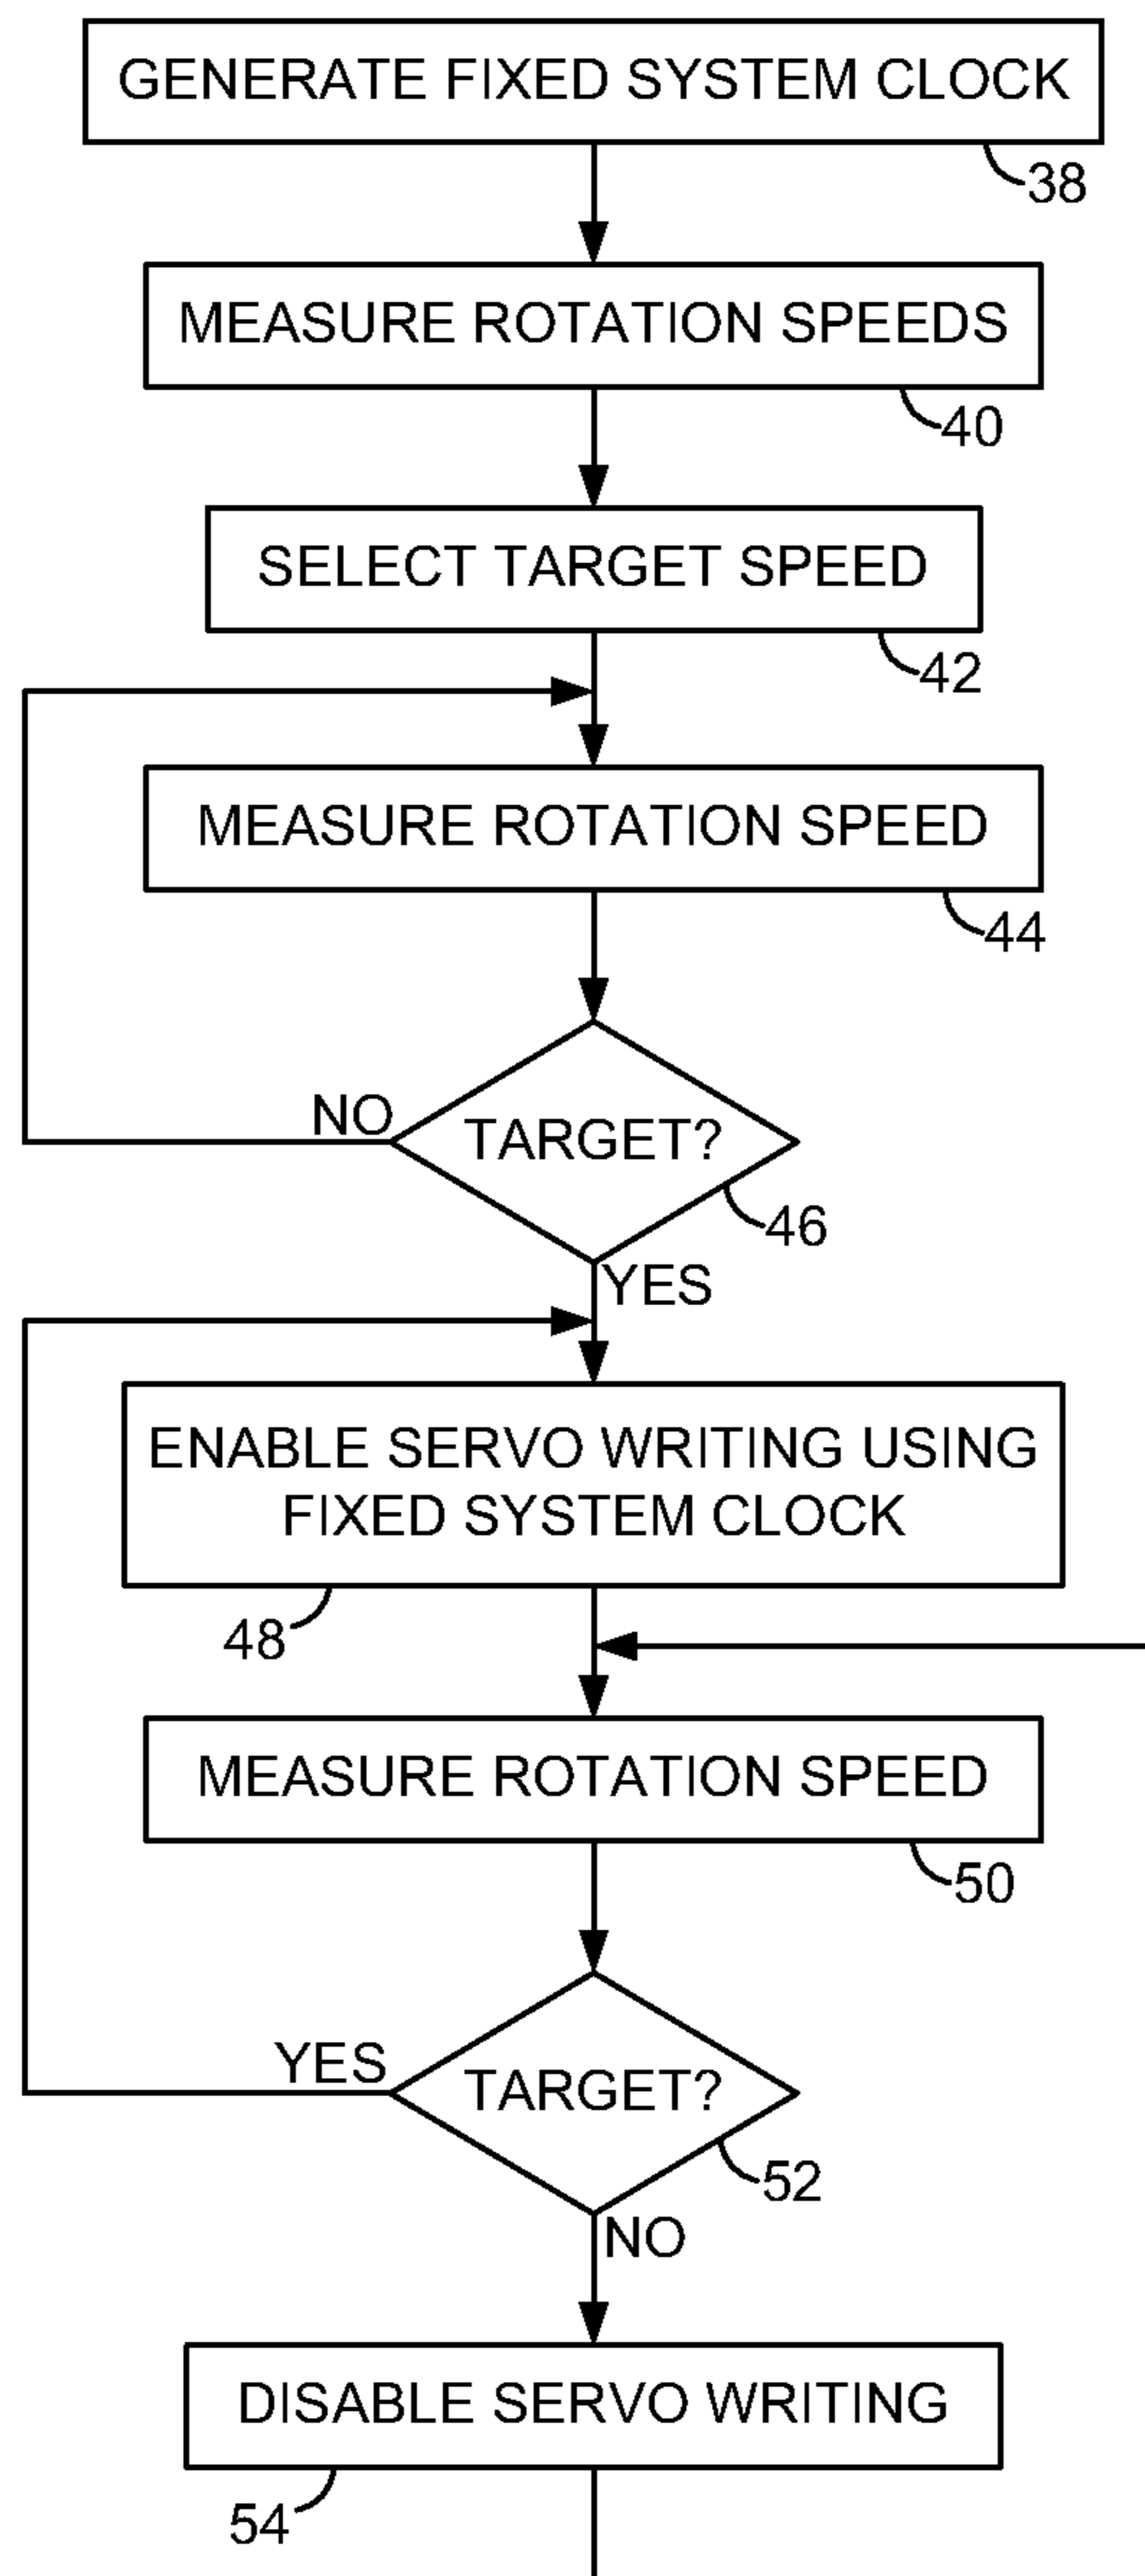 GENERATE FIXED SYSTEM CLOCK
38
MEASURE ROTATION SPEEDS
40
SELECT TARGET SPEED
42
MEASURE ROTATION SPEED
44
NO
TARGET?
46
YES
ENABLE SERVO WRITING USING
FIXED SYSTEM CLOCK
48
MEASURE ROTATION SPEED
50
YES
TARGET?
52
NO
DISABLE SERVO WRITING
54